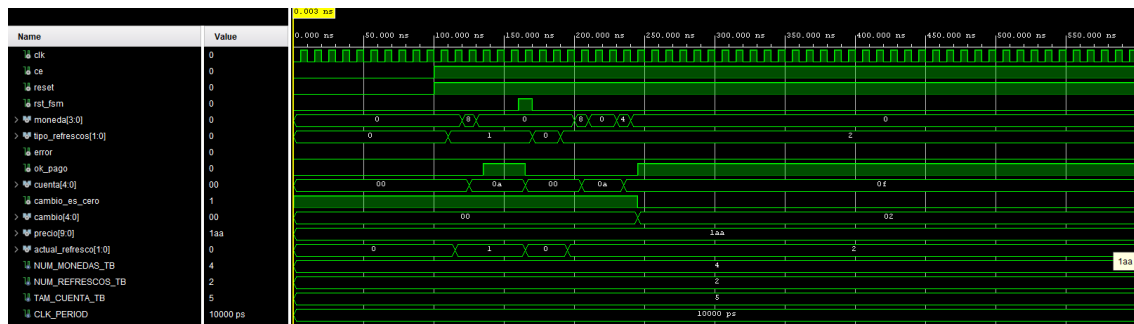 0.003 ns
Name Value 0.000 ns 50.000 ns 100.000 ns 150.000 ns 200.000 ns 250.000 ns 300.000 ns 350.000 ns 400.000 ns 450.000 ns 500.000 ns 550.000 ns
clk 0
ce 0
reset 0
rst_fsm 0
moneda[3:0] 0 0 8 0 8 0 4 0
tipo_refrescos[1:0] 0 0 1 0 2
error 0
ok_pago 0
cuenta[4:0] 00 00 0a 00 0a 0f
cambio_es_cero 1
cambio[4:0] 00 00 02
precio[9:0] 1aa 1aa
actual_refresco[1:0] 0 0 1 0 2
1aa
NUM_MONEDAS_TB 4 4
NUM_REFRESCOS_TB 2 2
TAM_CUENTA_TB 5 5
CLK_PERIOD 10000 ps 10000 ps